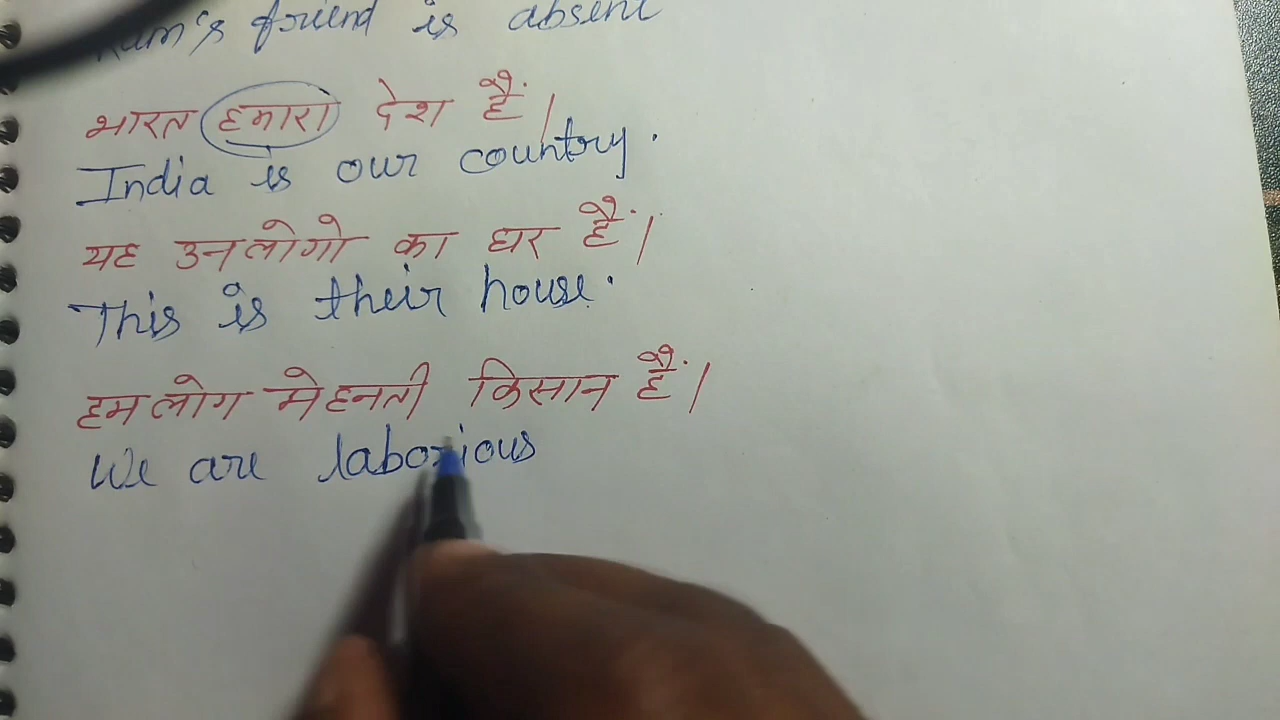 Ram's friend is absent
भारत हमारा देश हैं।
India is our country.
यह उनलोगो का घर हैं।
This is their house.
हमलोग मेहनती किसान हैं।
We are laborious